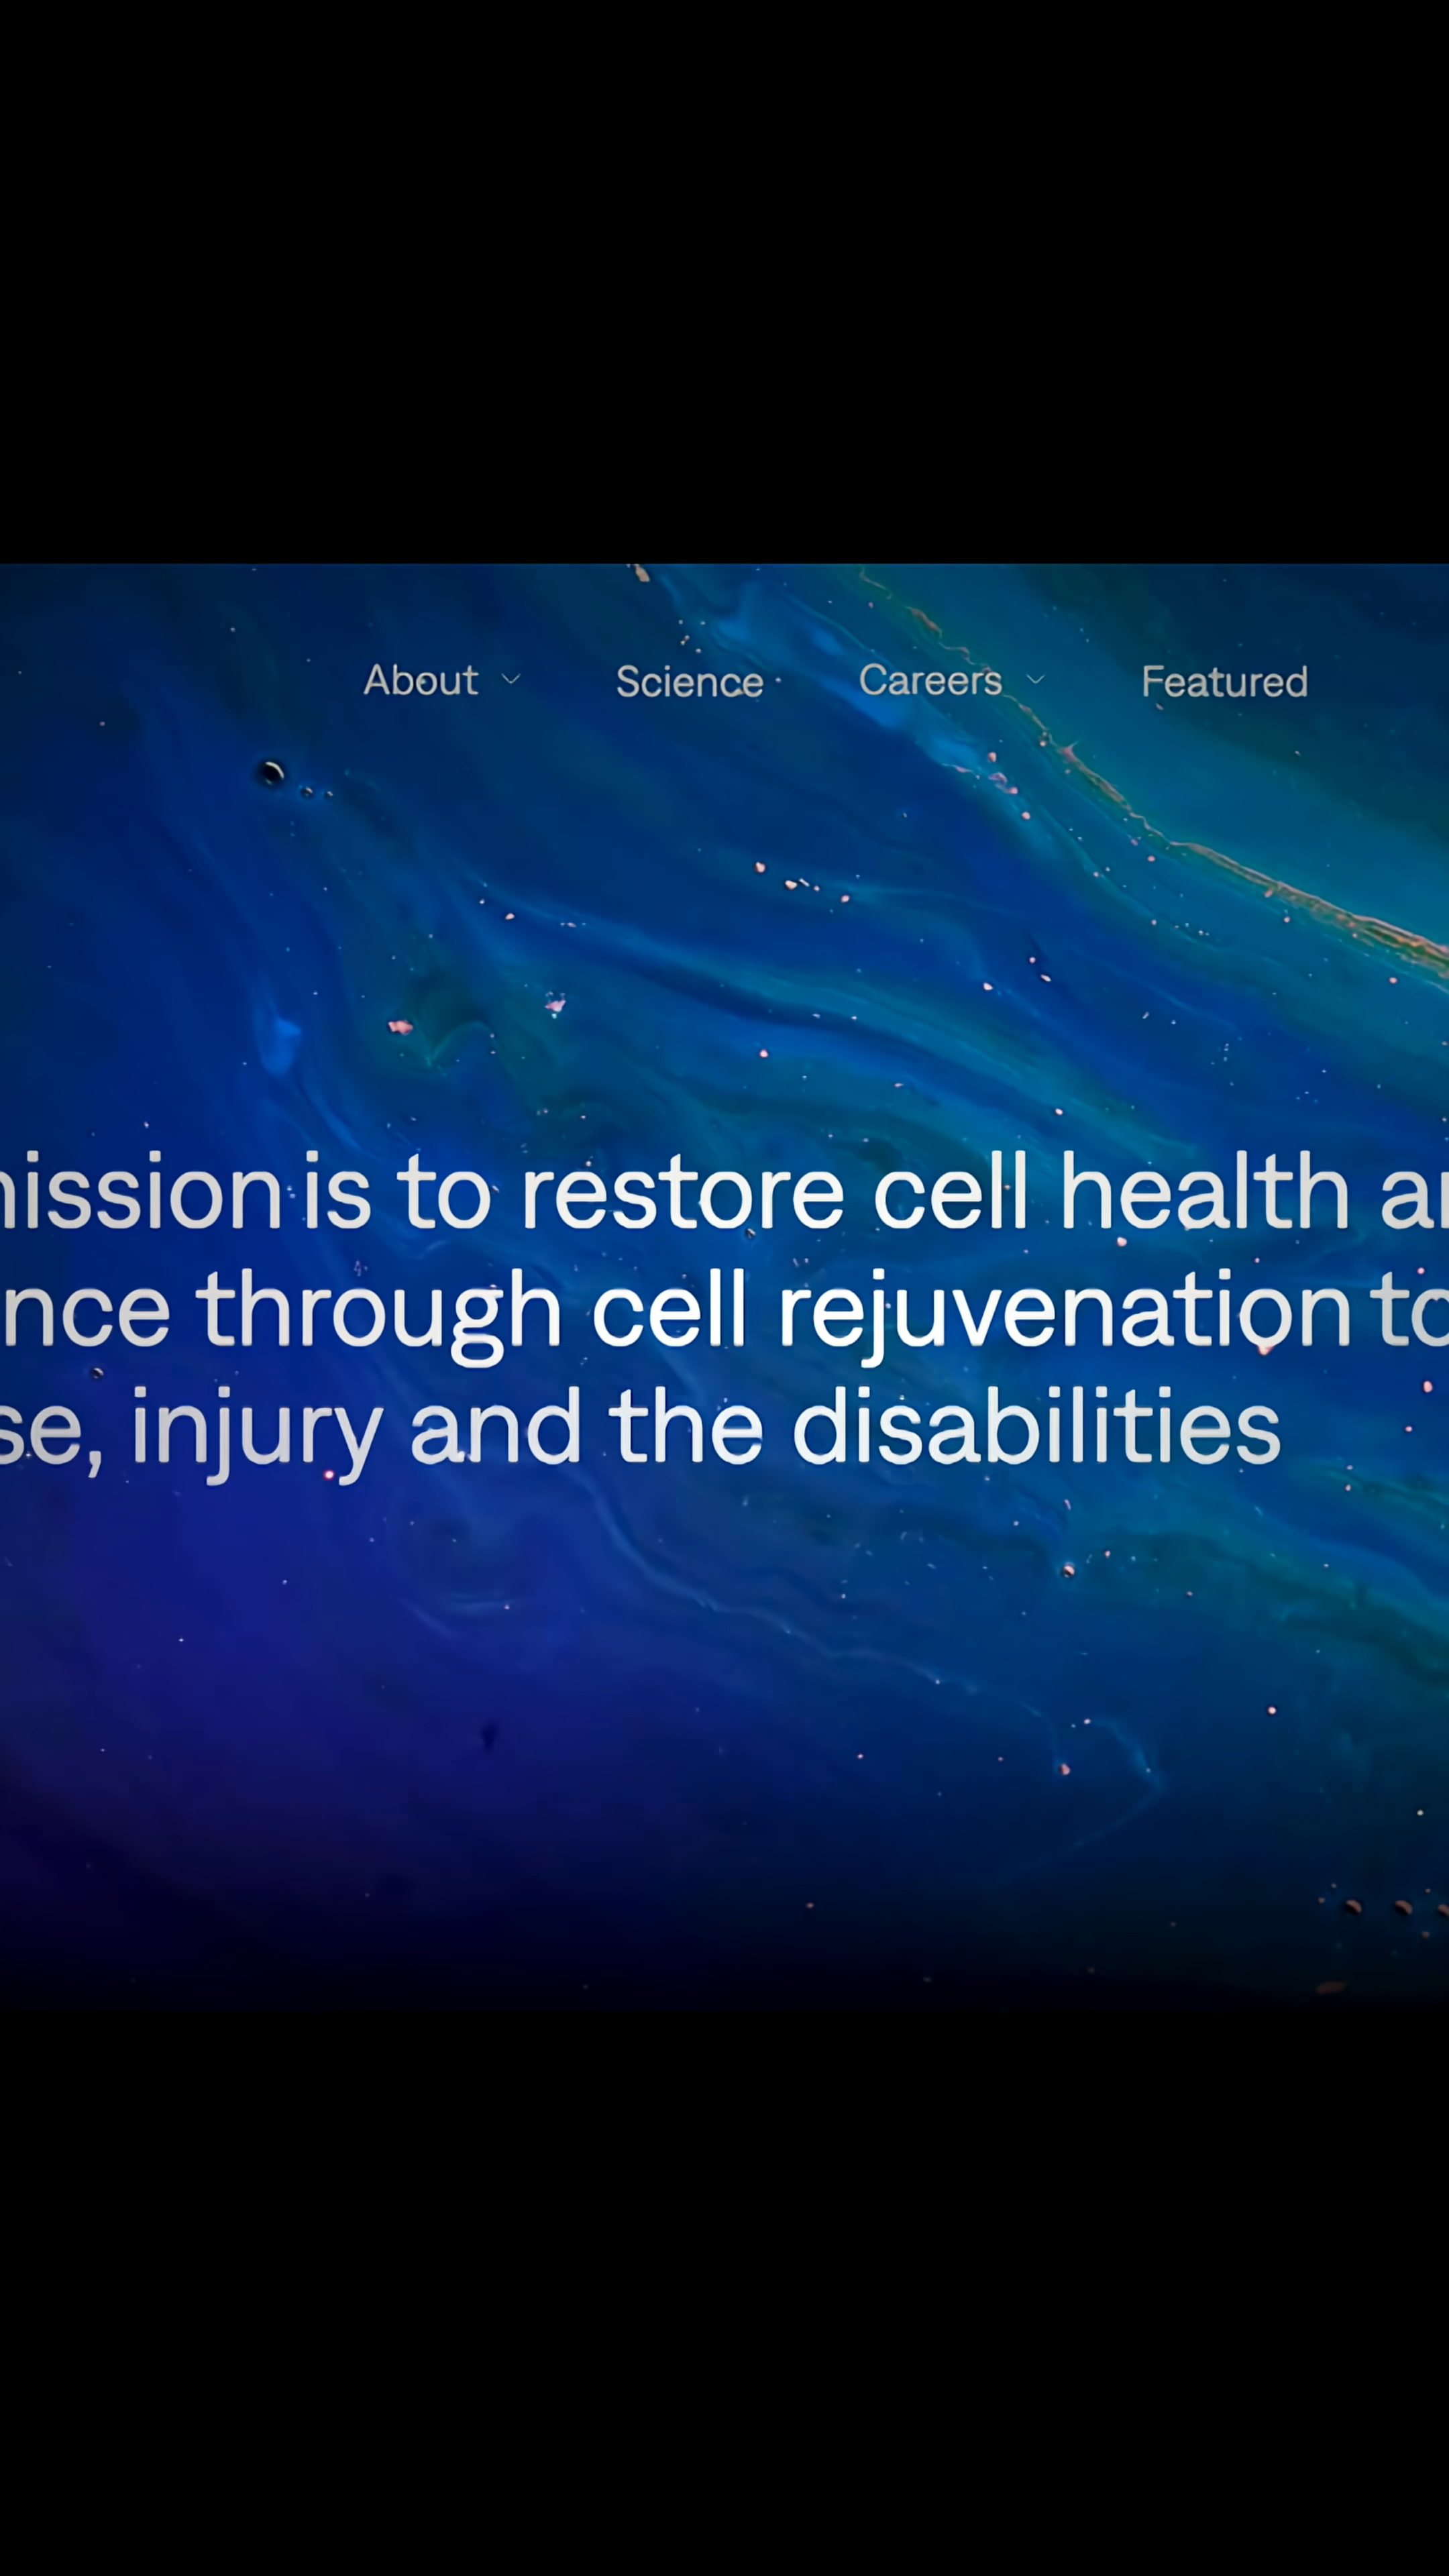 About Science Careers Featured
ission is to restore cell health a
nce through cell rejuvenation to
se, injury and the disabilities